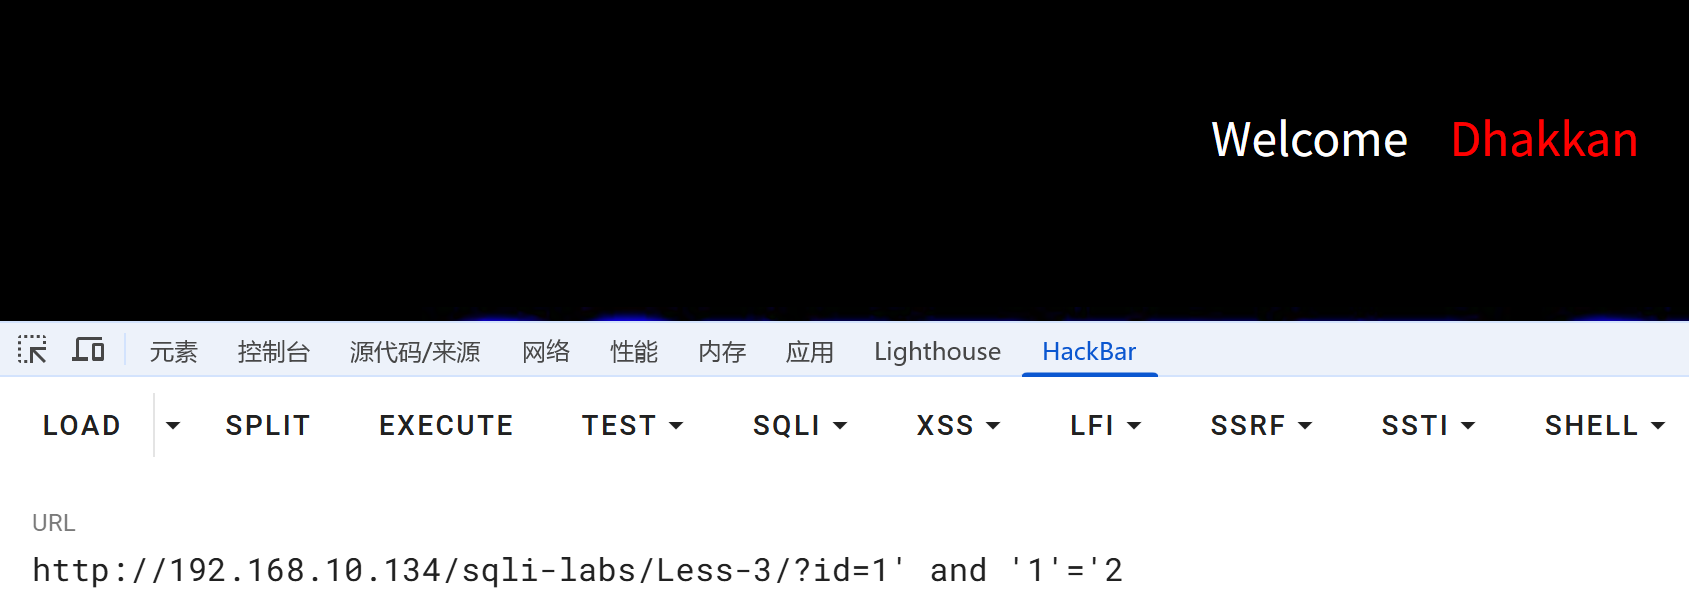 Welcome Dhakkan
元素 控制台 源代码/来源 网络 性能 内存 应用 Lighthouse HackBar
LOAD SPLIT EXECUTE TEST SQLI XSS LFI SSRF SSTI SHELL
URL
http://192.168.10.134/sqli-labs/Less-3/?id=1' and '1'='2